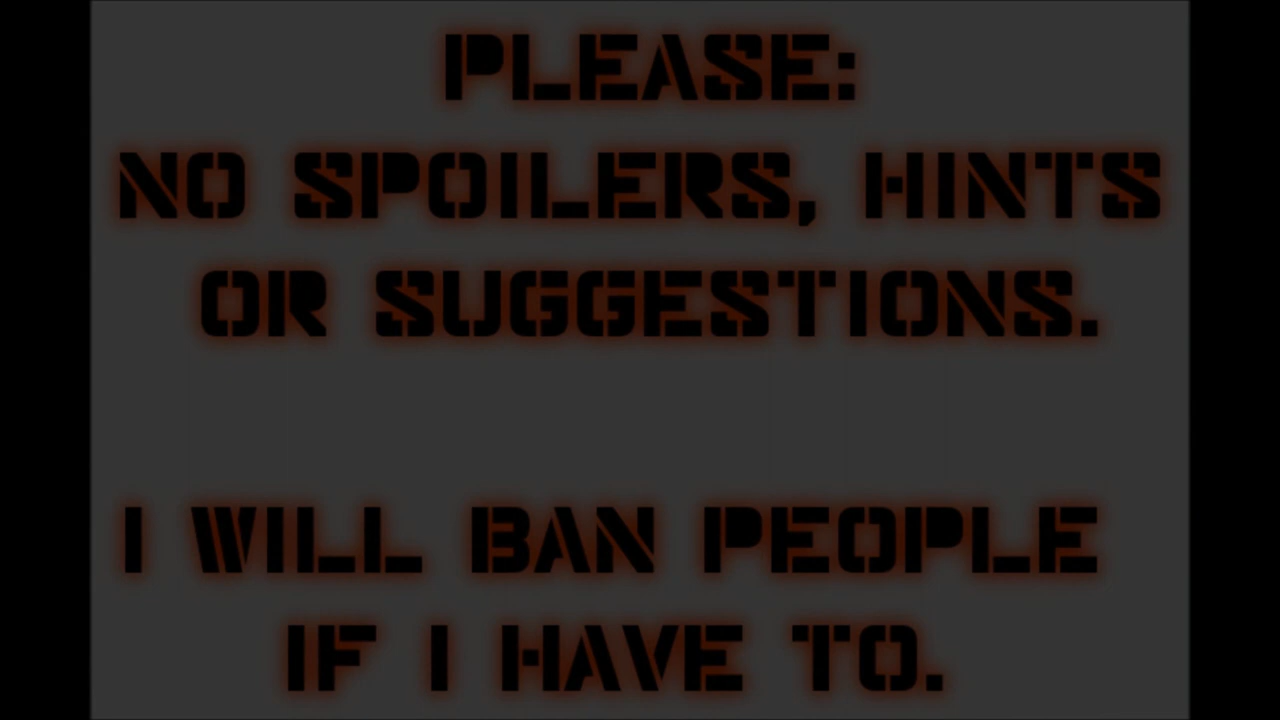 PLEASE:
NO SPOILERS, HINTS
OR SUGGESTIONS.
I WILL BAN PEOPLE
IF I HAVE TO.